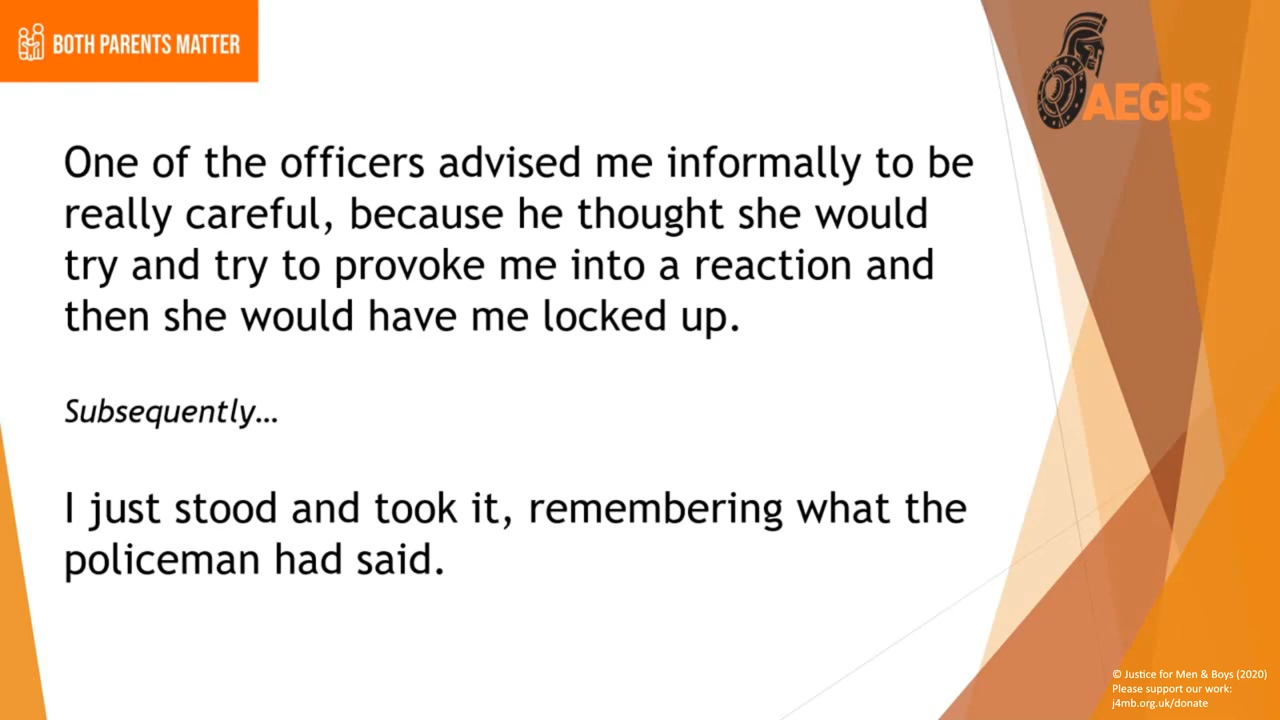 BOTH PARENTS MATTER
AEGIS
One of the officers advised me informally to be
really careful, because he thought she would
try and try to provoke me into a reaction and
then she would have me locked up.
Subsequently…
I just stood and took it, remembering what the
policeman had said.
© Justice for Men & Boys (2020)
Please support our work:
j4mb.org.uk/donate